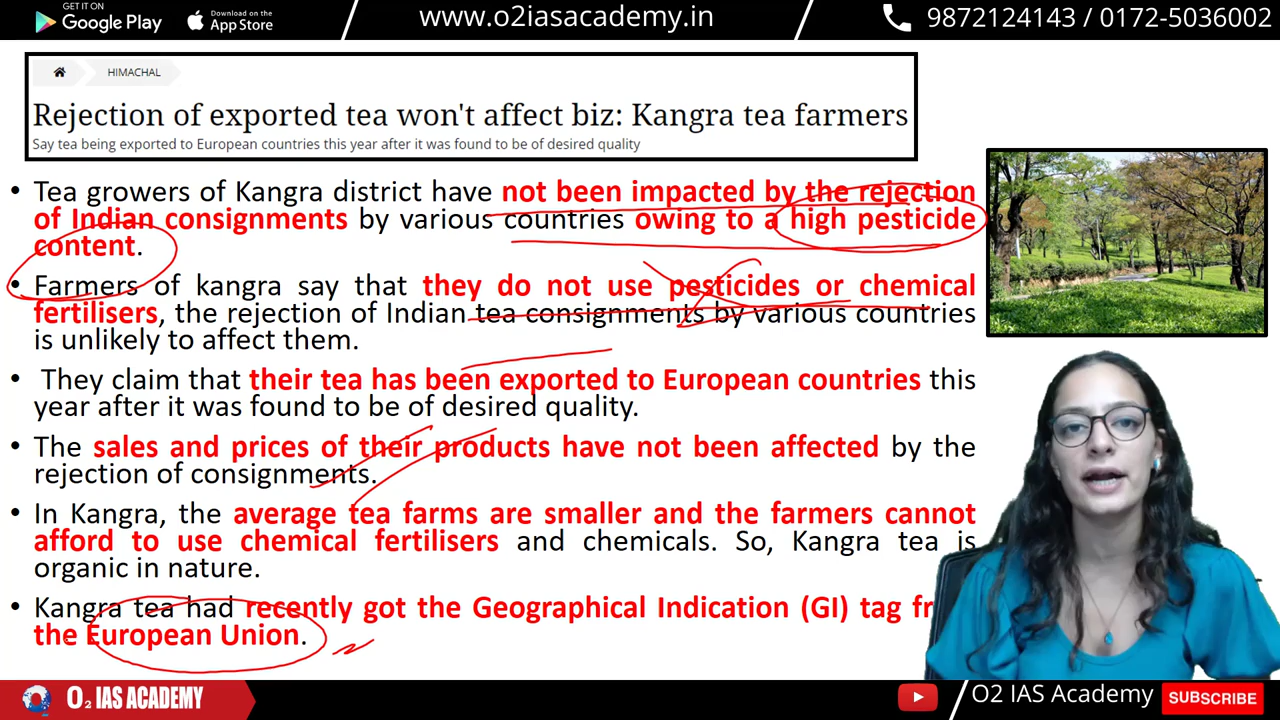 GET IT ON
Google Play
Download on the
App Store
www.o2iasacademy.in
9872124143 / 0172-5036002
HIMACHAL
Rejection of exported tea won't affect biz: Kangra tea farmers
Say tea being exported to European countries this year after it was found to be of desired quality
• Tea growers of Kangra district have not been impacted by the rejection
of Indian consignments by various countries owing to a high pesticide
content.
• Farmers of kangra say that they do not use pesticides or chemical
fertilisers, the rejection of Indian tea consignments by various countries
is unlikely to affect them.
• They claim that their tea has been exported to European countries this
year after it was found to be of desired quality.
• The sales and prices of their products have not been affected by the
rejection of consignments.
• In Kangra, the average tea farms are smaller and the farmers cannot
afford to use chemical fertilisers and chemicals. So, Kangra tea is
organic in nature.
• Kangra tea had recently got the Geographical Indication (GI) tag
the European Union.
O2 IAS ACADEMY
O2 IAS Academy
SUBSCRIBE